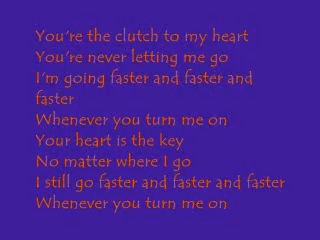 You're the clutch to my heart
You're never letting me go
I'm going faster and faster and
faster
Whenever you turn me on
Your heart is the key
No matter where I go
I still go faster and faster and faster
Whenever you turn me on